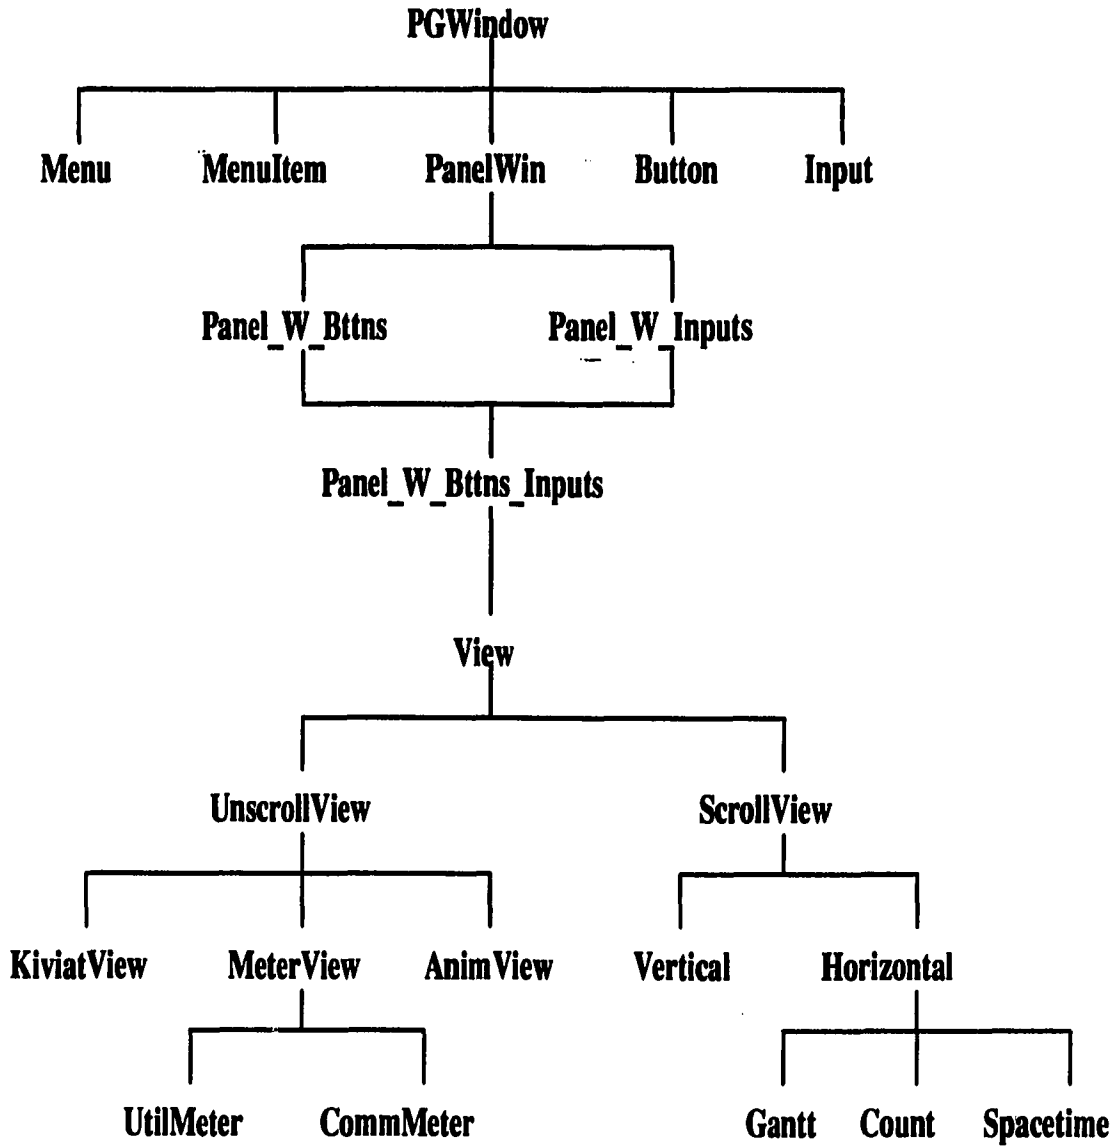 PGWindow
Menu MenuItem PanelWin Button Input
Panel_W_Bttns Panel_W_Inputs
Panel_W_Bttns_Inputs
View
UnscrollView ScrollView
KiviatView MeterView AnimView Vertical Horizontal
UtilMeter CommMeter Gantt Count Spacetime